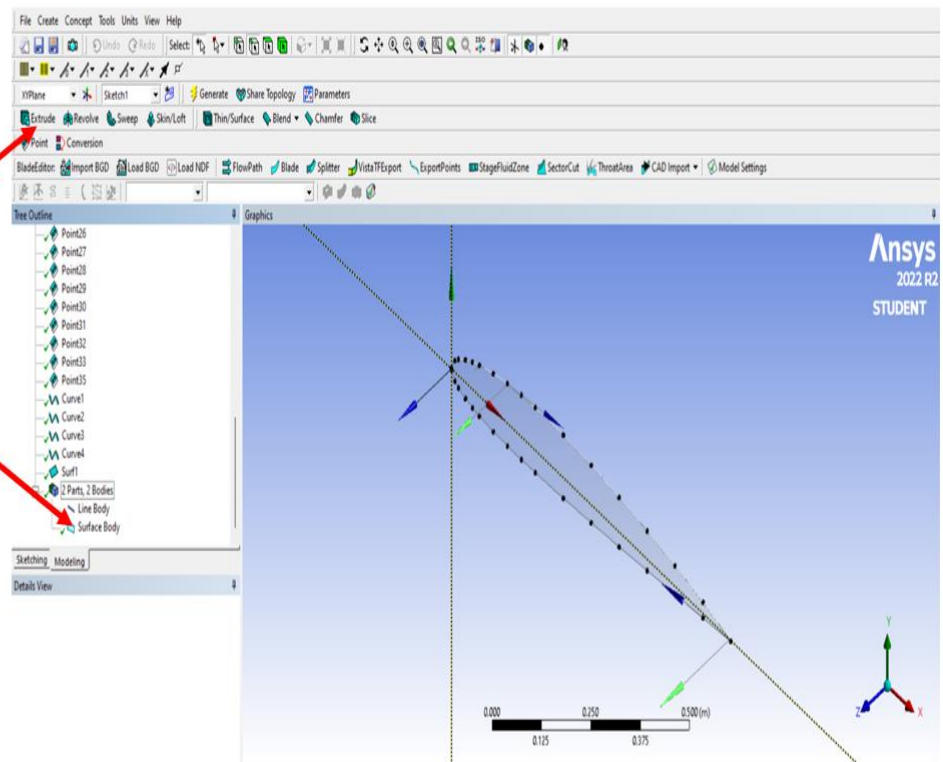 File Create Concept Tools Units View Help
Undo Redo Select:
XYPlane Sketch1 Generate Share Topology Parameters
Extrude Revolve Sweep Skin/Loft Thin/Surface Blend Chamfer Slice
Point Conversion
BladeEditor: Import BGD Load BGD Load NDF FlowPath Blade Splitter VistaTFExport ExportPoints StageFluidZone SectorCut ThroatArea CAD Import Model Settings
Tree Outline
Graphics
Point26
Point27
Point28
Point29
Point30
Point31
Point32
Point33
Point35
Curve1
Curve2
Curve3
Curve4
Surf1
2 Parts, 2 Bodies
Line Body
Surface Body
Sketching Modeling
Details View
Ansys
2022 R2
STUDENT
0.000 0.250 0.500 (m)
0.125 0.375
Y
Z X